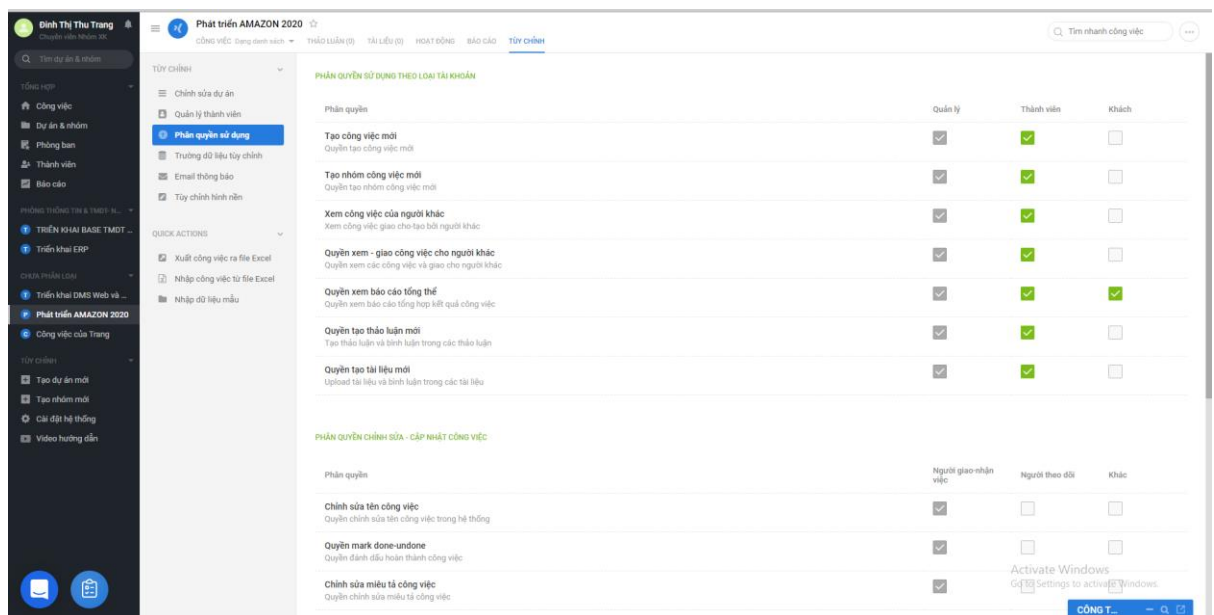 Đinh Thị Thu Trang
Chuyên viên Nhóm XK
Tìm dự án & nhóm
TỔNG HỢP
Công việc
Dự án & nhóm
Phòng ban
Thành viên
Báo cáo
PHÒNG THÔNG TIN & TMĐT- N...
TRIỂN KHAI BASE TMDT ...
Triển khai ERP
CHƯA PHÂN LOẠI
Triển khai DMS Web và ...
Phát triển AMAZON 2020
Công việc của Trang
TÙY CHỈNH
Tạo dự án mới
Tạo nhóm mới
Cài đặt hệ thống
Video hướng dẫn
Phát triển AMAZON 2020
CÔNG VIỆC Dạng danh sách THẢO LUẬN (0) TÀI LIỆU (0) HOẠT ĐỘNG BÁO CÁO TÙY CHỈNH
Tìm nhanh công việc
TÙY CHỈNH
Chỉnh sửa dự án
Quản lý thành viên
Phân quyền sử dụng
Trường dữ liệu tùy chỉnh
Email thông báo
Tùy chỉnh hình nền
QUICK ACTIONS
Xuất công việc ra file Excel
Nhập công việc từ file Excel
Nhập dữ liệu mẫu
PHÂN QUYỀN SỬ DỤNG THEO LOẠI TÀI KHOẢN
Phân quyền Quản lý Thành viên Khách
Tạo công việc mới
Quyền tạo công việc mới
Tạo nhóm công việc mới
Quyền tạo nhóm công việc mới
Xem công việc của người khác
Xem công việc giao cho-tạo bởi người khác
Quyền xem - giao công việc cho người khác
Quyền xem các công việc và giao cho người khác
Quyền xem báo cáo tổng thể
Quyền xem báo cáo tổng hợp kết quả công việc
Quyền tạo thảo luận mới
Tạo thảo luận và bình luận trong các thảo luận
Quyền tạo tài liệu mới
Upload tài liệu và bình luận trong các tài liệu
PHÂN QUYỀN CHỈNH SỬA - CẬP NHẬT CÔNG VIỆC
Phân quyền Người giao-nhận việc Người theo dõi Khác
Chỉnh sửa tên công việc
Quyền chỉnh sửa tên công việc trong hệ thống
Quyền mark done-undone
Quyền đánh dấu hoàn thành công việc
Chỉnh sửa miêu tả công việc
Quyền chỉnh sửa miêu tả công việc
Activate Windows
Go to Settings to activate Windows.
CÔNG T...